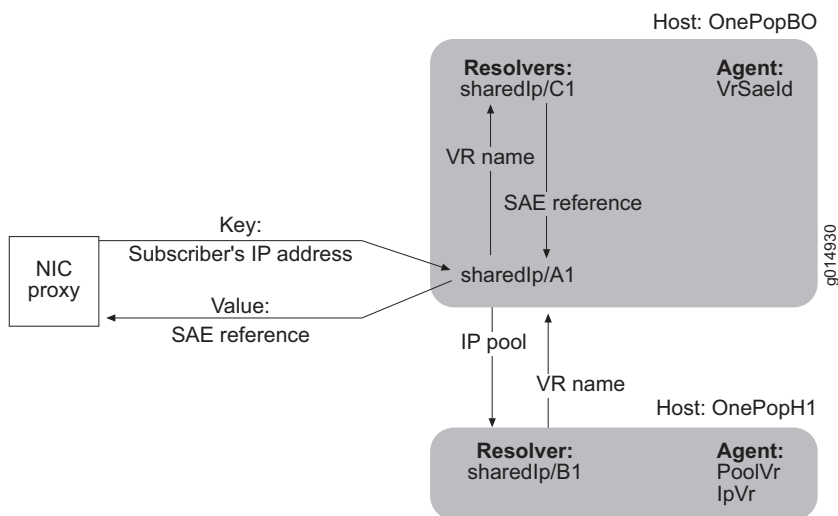 Host: OnePopBO
Resolvers:
sharedIp/C1
Agent:
VrSaeId
VR name
SAE reference
Key:
Subscriber's IP address
NIC
proxy
sharedIp/A1
Value:
SAE reference
g014930
IP pool
VR name
Host: OnePopH1
Resolver:
sharedIp/B1
Agent:
PoolVr
IpVr